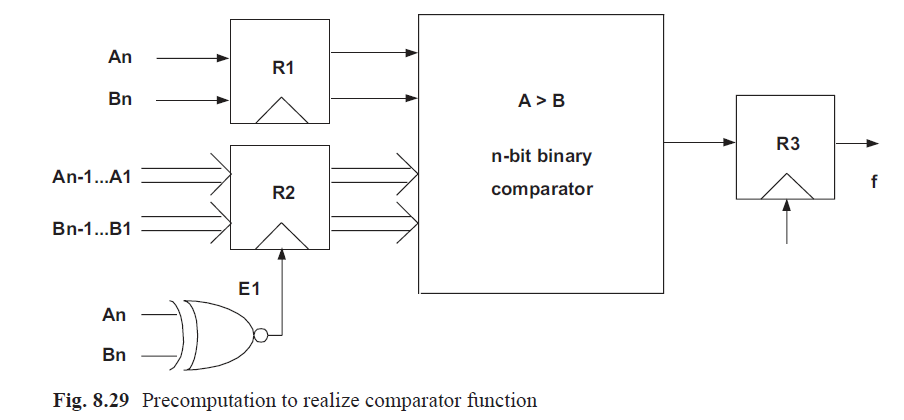 An
R1
Bn
A > B
R3
n-bit binary
An-1...A1
R2
comparator
f
Bn-1...B1
E1
An
Bn
Fig. 8.29 Precomputation to realize comparator function